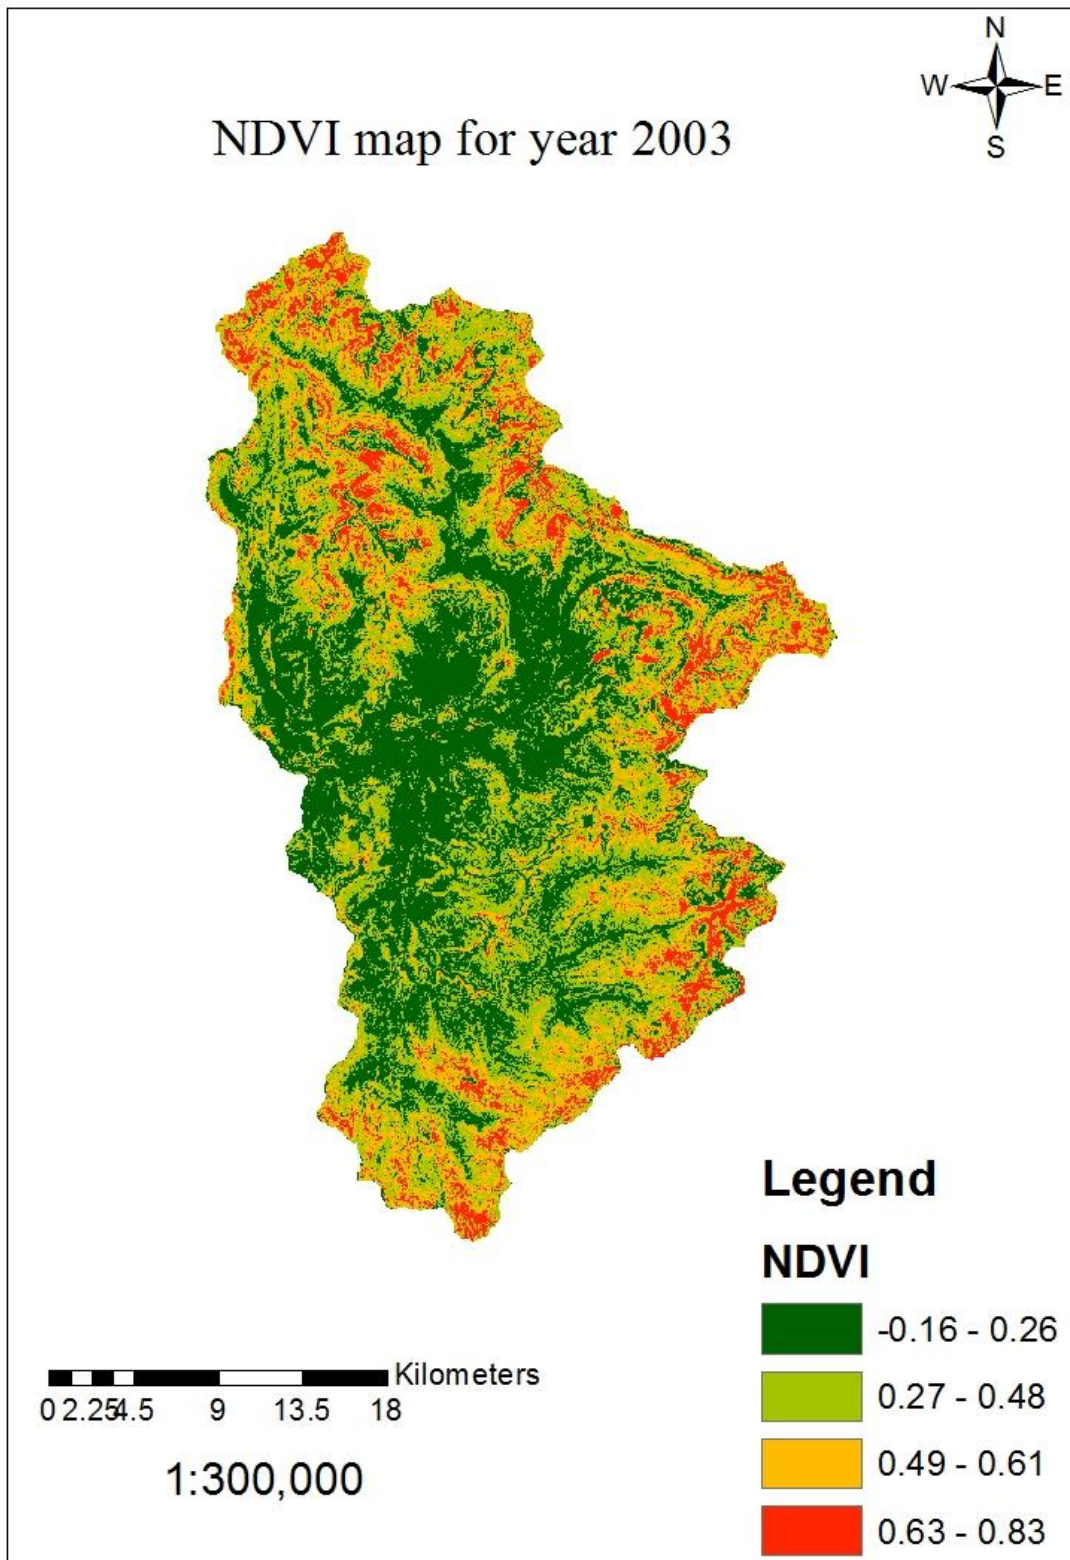 N
W E
S
NDVI map for year 2003
Legend
NDVI
-0.16 - 0.26
0.27 - 0.48
0.49 - 0.61
0.63 - 0.83
Kilometers
0 2.25 4.5 9 13.5 18
1:300,000